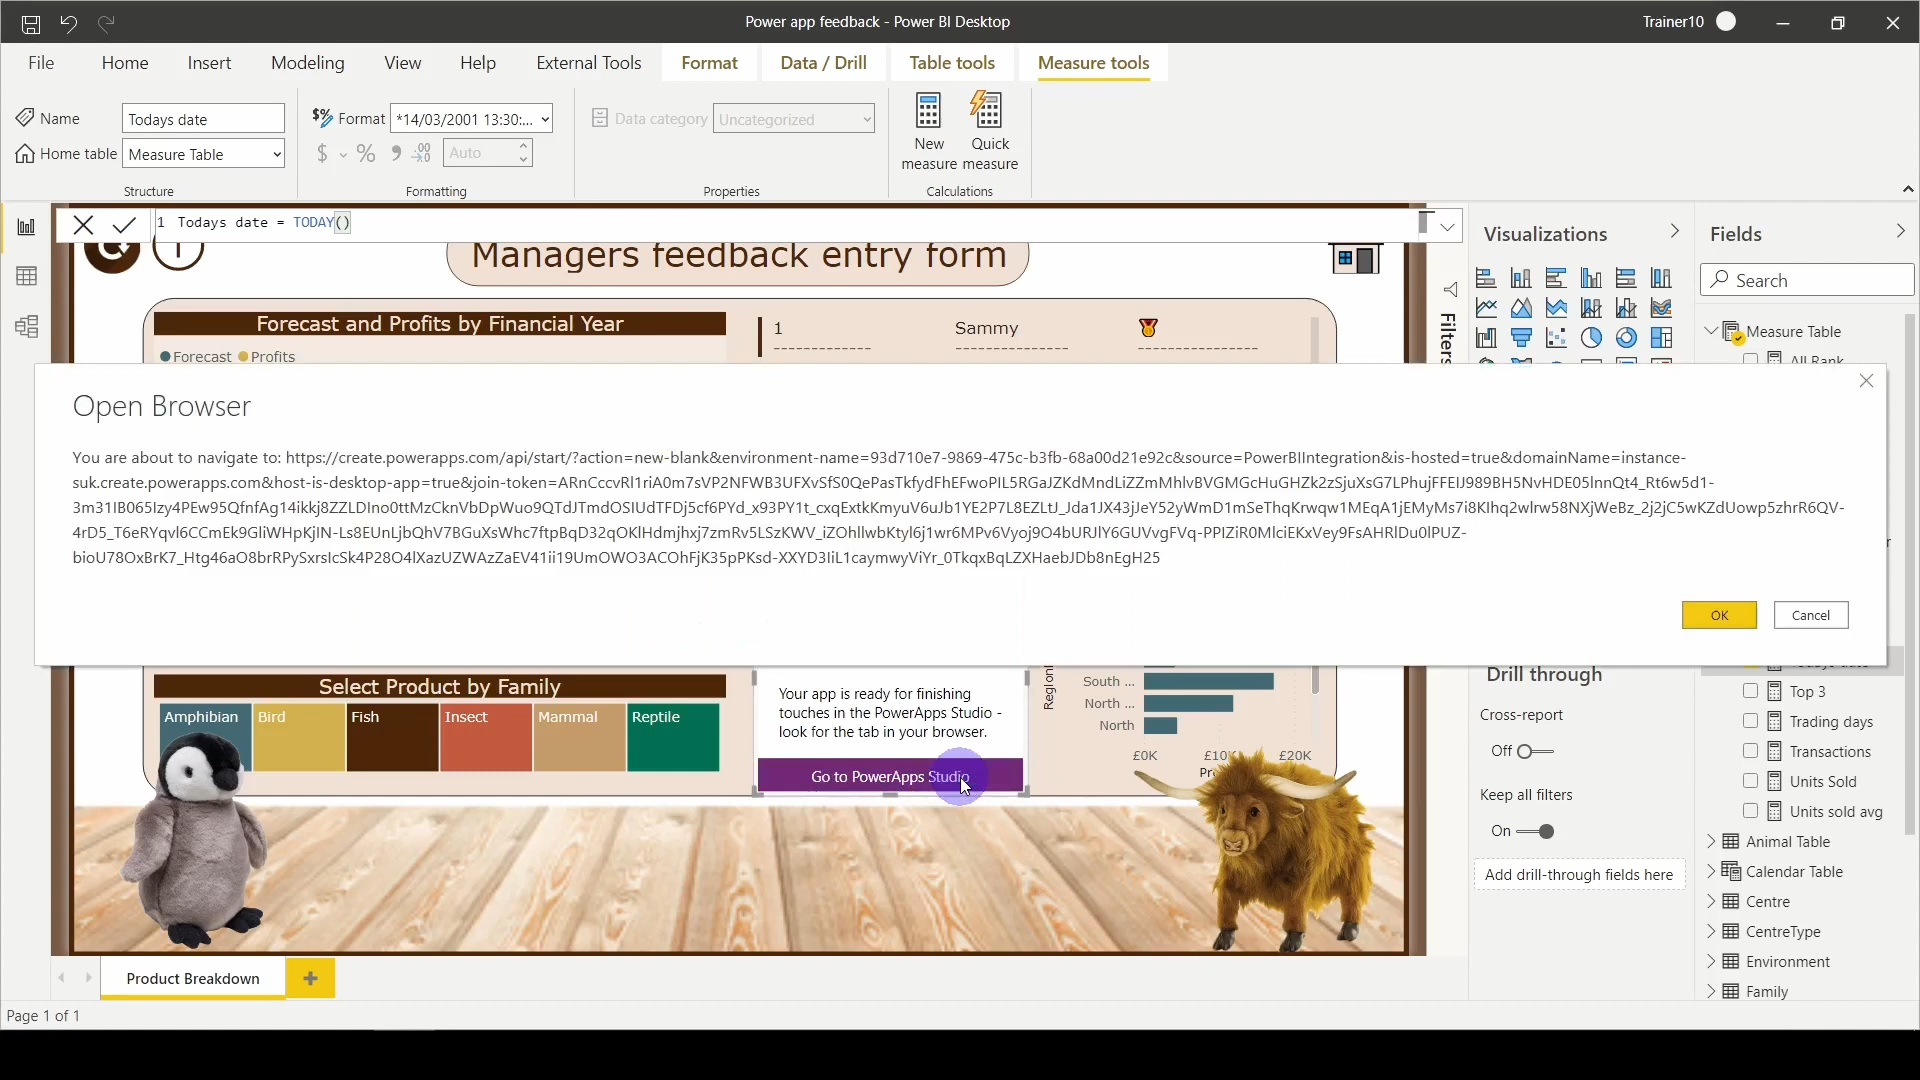 Power app feedback - Power BI Desktop
Trainer10
File Home Insert Modeling View Help External Tools Format Data / Drill Table tools Measure tools
Name Todays date
Home table Measure Table
Structure
$% Format *14/03/2001 13:30:...
$ % Auto
Formatting
Data category Uncategorized
Properties
New measure
Quick measure
Calculations
1 Todays date = TODAY()
Managers feedback entry form
Forecast and Profits by Financial Year
Forecast Profits
1 Sammy
Filters
Visualizations
Fields
Search
Measure Table
All Rank
Open Browser
You are about to navigate to: https://create.powerapps.com/api/start/?action=new-blank&environment-name=93d710e7-9869-475c-b3fb-68a00d21e92c&source=PowerBIIntegration&is-hosted=true&domainName=instance-
suk.create.powerapps.com&host-is-desktop-app=true&join-token=
OK Cancel
Select Product by Family
Amphibian Bird Fish Insect Mammal Reptile
Your app is ready for finishing
touches in the PowerApps Studio -
look for the tab in your browser.
Go to PowerApps Studio
South ...
North ...
North
£0K £10K £20K
Drill through
Cross-report
Off
Keep all filters
On
Add drill-through fields here
Top 3
Trading days
Transactions
Units Sold
Units sold avg
Animal Table
Calendar Table
Centre
CentreType
Environment
Family
Product Breakdown +
Page 1 of 1